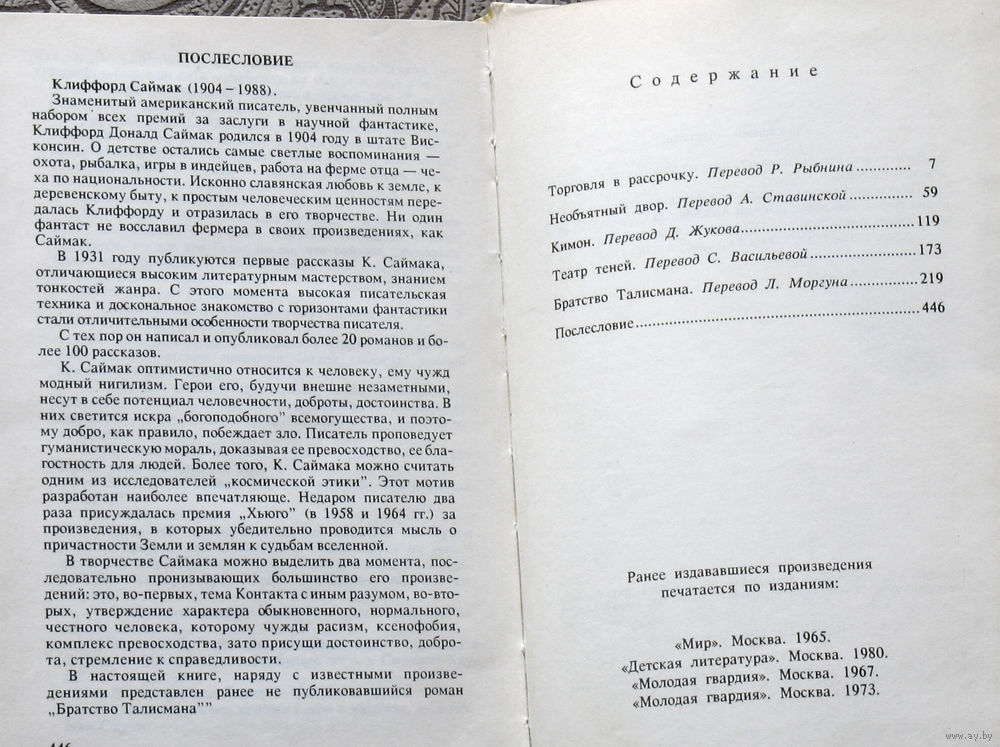 ПОСЛЕСЛОВИЕ
Клиффорд Саймак (1904 – 1988).
Знаменитый американский писатель, увенчанный полным
набором всех премий за заслуги в научной фантастике,
Клиффорд Доналд Саймак родился в 1904 году в штате Вис-
консин. О детстве остались самые светлые воспоминания —
охота, рыбалка, игры в индейцев, работа на ферме отца — че-
ха по национальности. Исконно славянская любовь к земле, к
деревенскому быту, к простым человеческим ценностям пере-
далась Клиффорду и отразилась в его творчестве. Ни один
фантаст не восславил фермера в своих произведениях, как
Саймак.
В 1931 году публикуются первые рассказы К. Саймака,
отличающиеся высоким литературным мастерством, знанием
тонкостей жанра. С этого момента высокая писательская
техника и доскональное знакомство с горизонтами фантастики
стали отличительными особенности творчества писателя.
С тех пор он написал и опубликовал более 20 романов и бо-
лее 100 рассказов.
К. Саймак оптимистично относится к человеку, ему чужд
модный нигилизм. Герои его, будучи внешне незаметными,
несут в себе потенциал человечности, доброты, достоинства. В
них светится искра „богоподобного” всемогущества, и поэто-
му добро, как правило, побеждает зло. Писатель проповедует
гуманистическую мораль, доказывая ее превосходство, ее бла-
гостность для людей. Более того, К. Саймака можно считать
одним из исследователей „космической этики”. Этот мотив
разработан наиболее впечатляюще. Недаром писателю два
раза присуждалась премия „Хьюго” (в 1958 и 1964 гг.) за
произведения, в которых убедительно проводится мысль о
причастности Земли и землян к судьбам вселенной.
В творчестве Саймака можно выделить два момента, пос-
ледовательно пронизывающих большинство его произве-
дений: это, во-первых, тема Контакта с иным разумом, во-вто-
рых, утверждение характера обыкновенного, нормального,
честного человека, которому чужды расизм, ксенофобия,
комплекс превосходства, зато присущи достоинство, добро-
та, стремление к справедливости.
В настоящей книге, наряду с известными произве-
дениями представлен ранее не публиковавшийся роман
„Братство Талисмана””
446
Содержание
Торговля в рассрочку. Перевод Р. Рыбнина ............ 7
Необъятный двор. Перевод А. Ставинской ............ 59
Кимон. Перевод Д. Жукова ............ 119
Театр теней. Перевод С. Васильевой ............ 173
Братство Талисмана. Перевод Л. Моргуна ............ 219
Послесловие ............ 446
Ранее издававшиеся произведения
печатается по изданиям:
«Мир». Москва. 1965.
«Детская литература». Москва. 1980.
«Молодая гвардия». Москва. 1967.
«Молодая гвардия». Москва. 1973.
www.ay.by